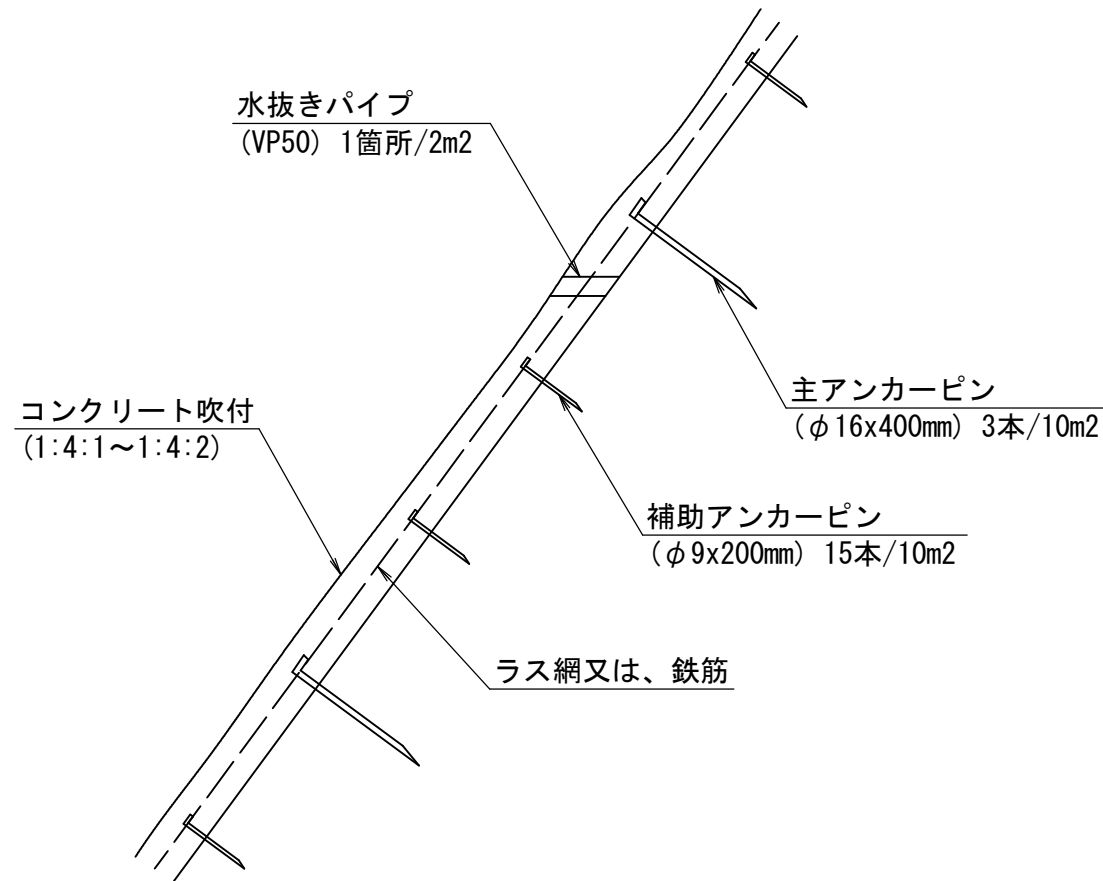 水抜きパイプ
(VP50) 1箇所/2m2
主アンカーピン
(φ16x400mm) 3本/10m2
コンクリート吹付
(1:4:1～1:4:2)
補助アンカーピン
(φ9x200mm) 15本/10m2
ラス網又は、鉄筋